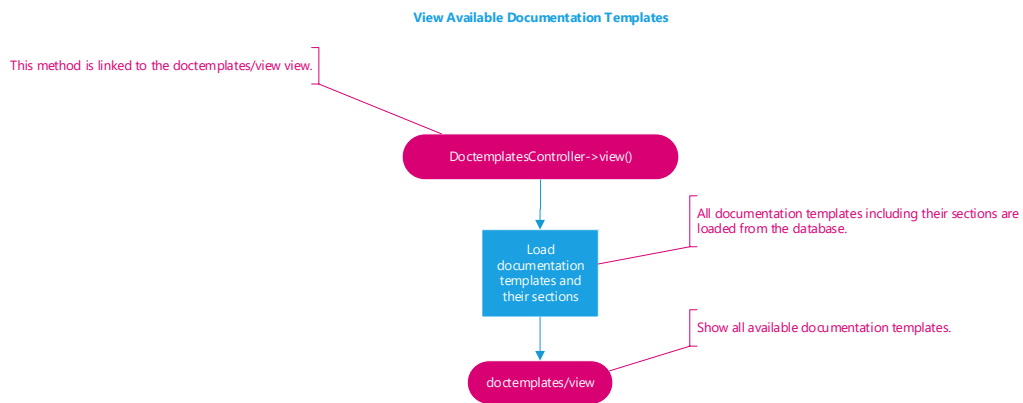 View Available Documentation Templates
This method is linked to the doctemplates/view view.
DoctemplatesController->view()
All documentation templates including their sections are
loaded from the database.
Load
documentation
templates and
their sections
Show all available documentation templates.
doctemplates/view